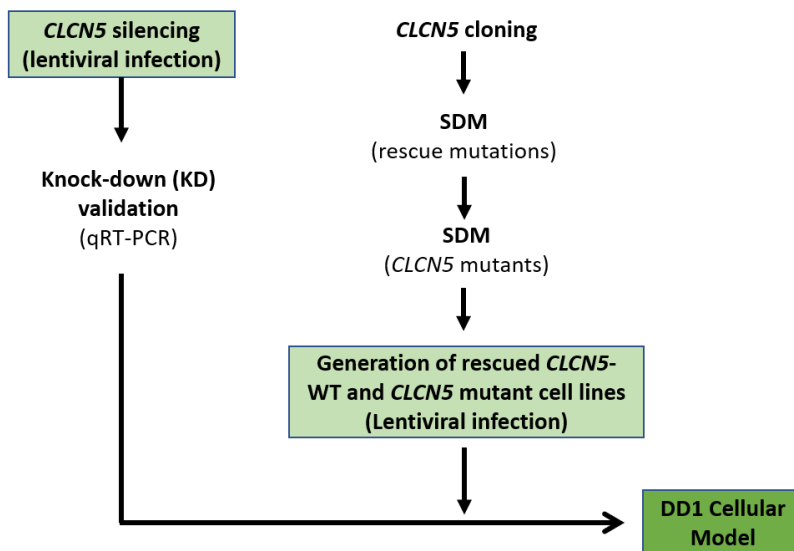 CLCN5 silencing
(lentiviral infection)
Knock-down (KD)
validation
(qRT-PCR)
CLCN5 cloning
SDM
(rescue mutations)
SDM
(CLCN5 mutants)
Generation of rescued CLCN5-
WT and CLCN5 mutant cell lines
(Lentiviral infection)
DD1 Cellular
Model